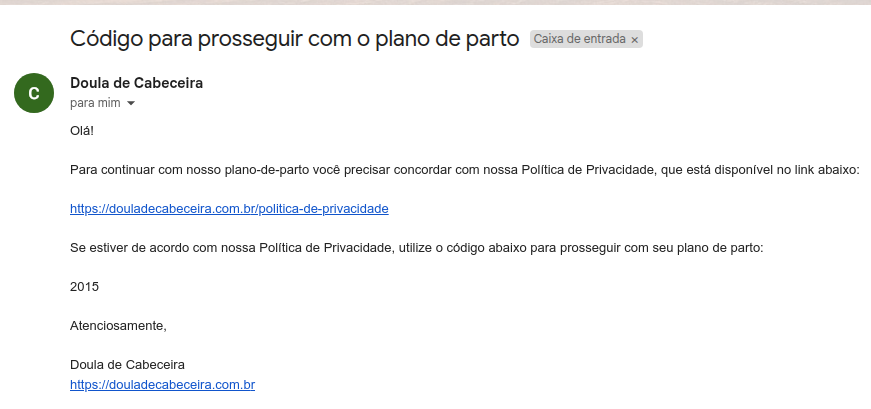 Código para prosseguir com o plano de parto Caixa de entrada ×
C
Doula de Cabeceira
para mim
Olá!
Para continuar com nosso plano-de-parto você precisar concordar com nossa Política de Privacidade, que está disponível no link abaixo:
https://douladecabeceira.com.br/politica-de-privacidade
Se estiver de acordo com nossa Política de Privacidade, utilize o código abaixo para prosseguir com seu plano de parto:
2015
Atenciosamente,
Doula de Cabeceira
https://douladecabeceira.com.br